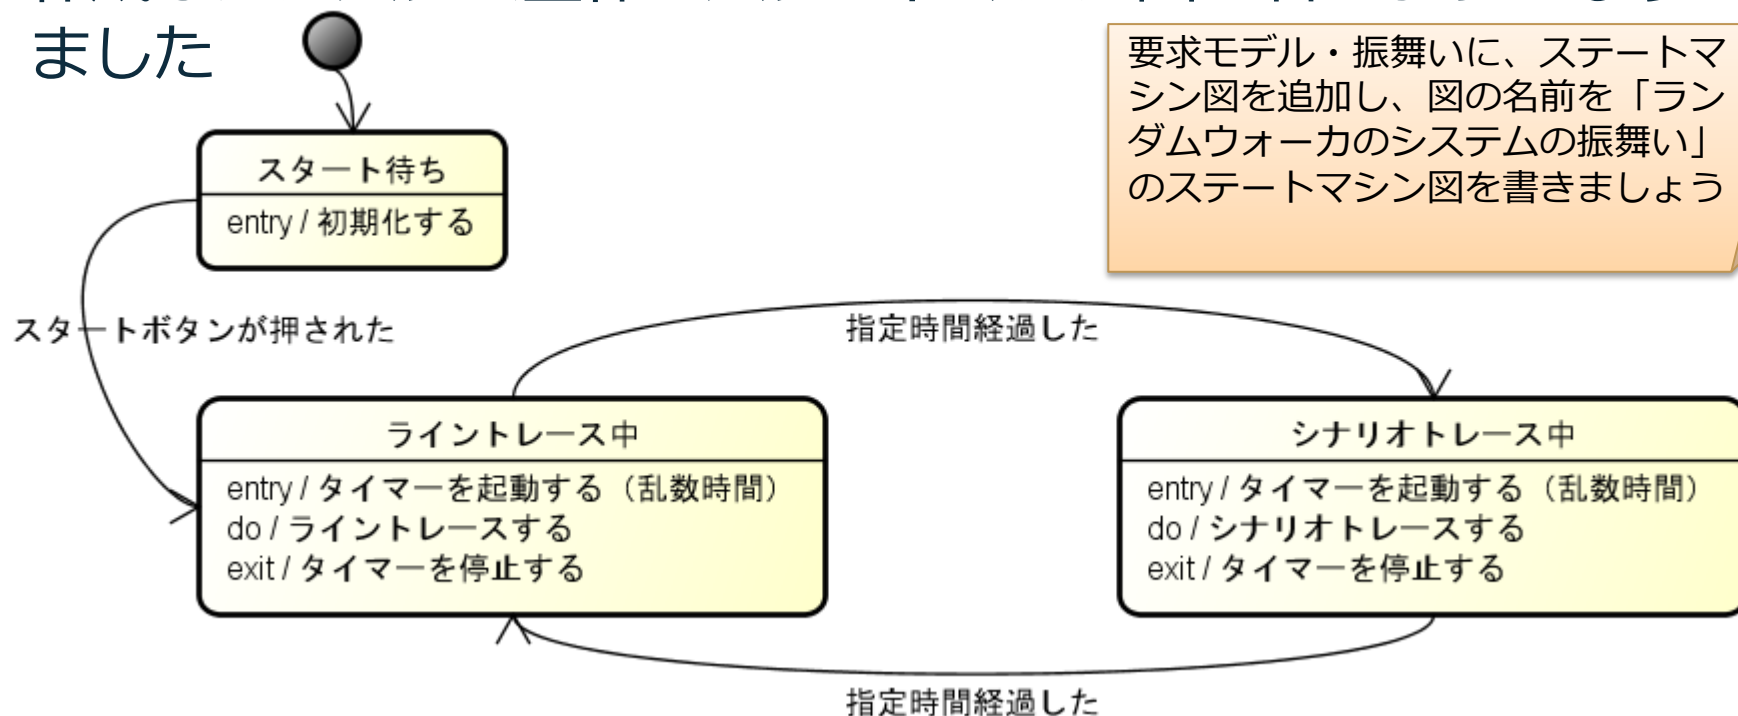 ました
要求モデル・振舞いに、ステートマ
シン図を追加し、図の名前を「ラン
ダムウォーカのシステムの振舞い」
のステートマシン図を書きましょう
スタート待ち
entry / 初期化する
スタートボタンが押された
指定時間経過した
ライントレース中
entry / タイマーを起動する（乱数時間）
do / ライントレースする
exit / タイマーを停止する
シナリオトレース中
entry / タイマーを起動する（乱数時間）
do / シナリオトレースする
exit / タイマーを停止する
指定時間経過した